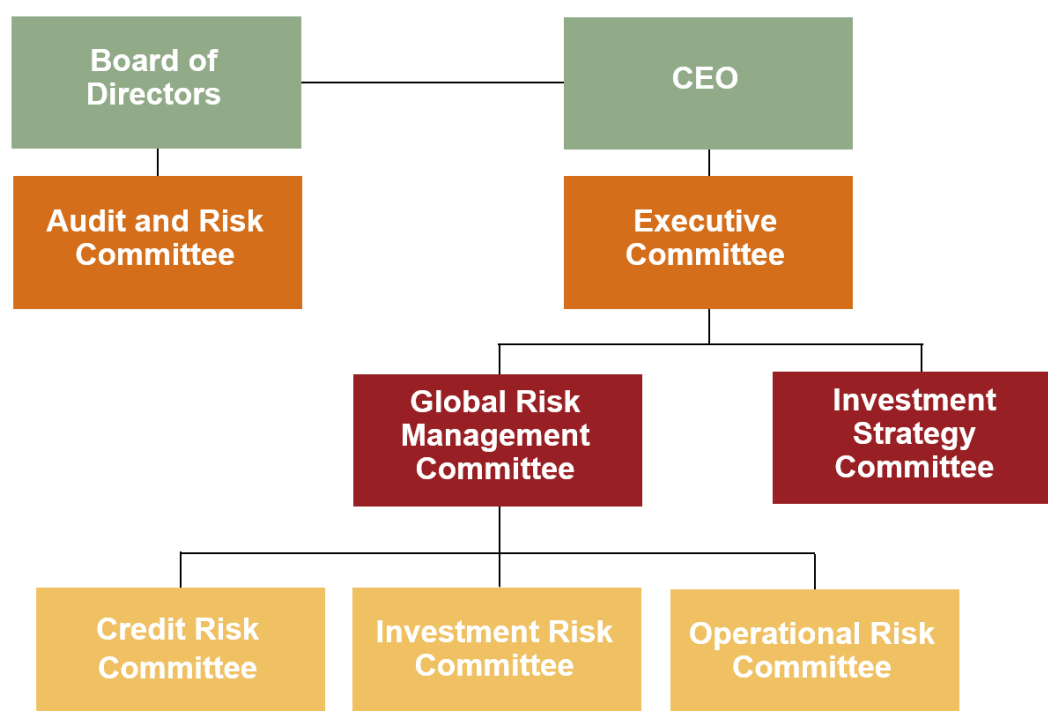 Board of
Directors
CEO
Audit and Risk
Committee
Executive
Committee
Global Risk
Management
Committee
Investment
Strategy
Committee
Credit Risk
Committee
Investment Risk
Committee
Operational Risk
Committee